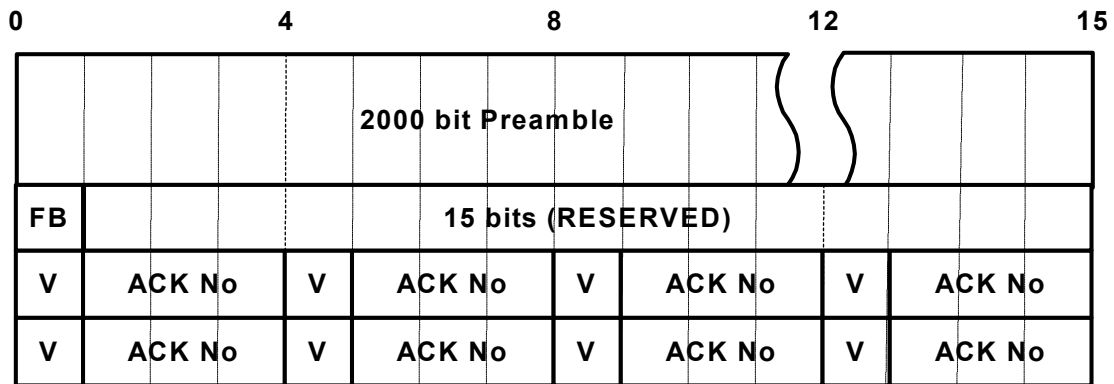 0 4 8 12 15
2000 bit Preamble
FB 15 bits (RESERVED)
V ACK No V ACK No V ACK No V ACK No
V ACK No V ACK No V ACK No V ACK No